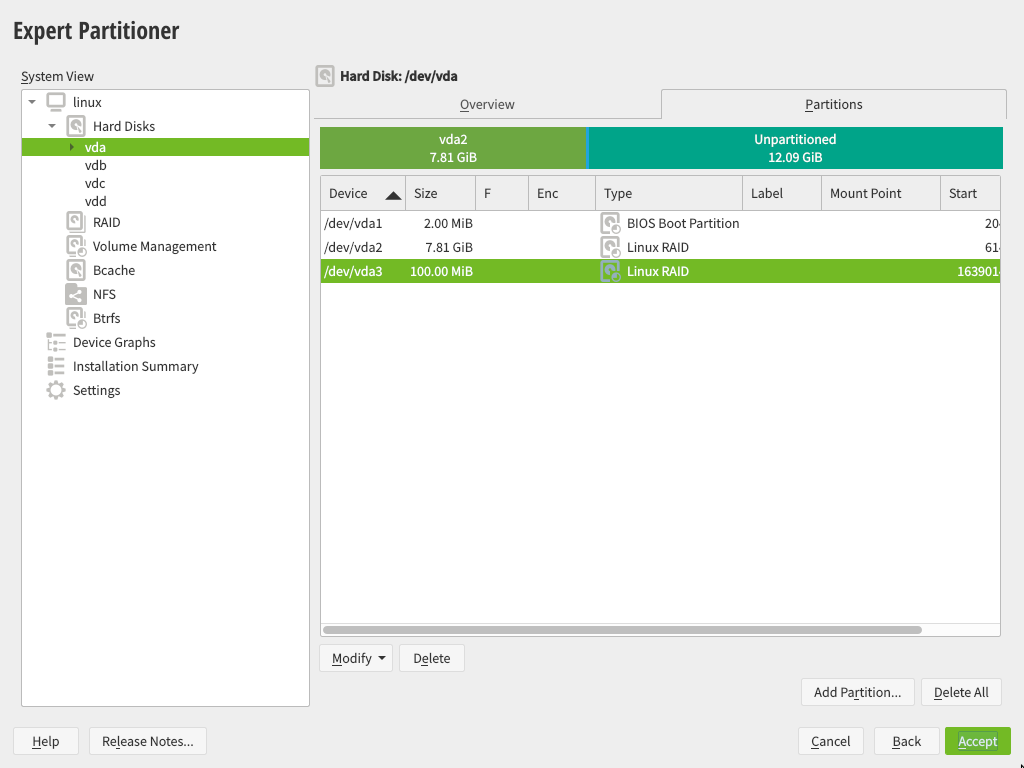 Expert Partitioner
System View
linux
Hard Disks
vda
vdb
vdc
vdd
RAID
Volume Management
Bcache
NFS
Btrfs
Device Graphs
Installation Summary
Settings
Hard Disk: /dev/vda
Overview Partitions
vda2 Unpartitioned
7.81 GiB 12.09 GiB
Device Size F Enc Type Label Mount Point Start
/dev/vda1 2.00 MiB BIOS Boot Partition 20
/dev/vda2 7.81 GiB Linux RAID 61
/dev/vda3 100.00 MiB Linux RAID 163901
Modify Delete
Add Partition... Delete All
Help Release Notes... Cancel Back Accept